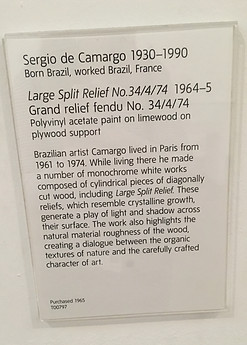 Sergio de Camargo 1930–1990
Born Brazil, worked Brazil, France
Large Split Relief No.34/4/74 1964–5
Grand relief fendu No. 34/4/74
Polyvinyl acetate paint on limewood on
plywood support
Brazilian artist Camargo lived in Paris from
1961 to 1974. While living there he made
a number of monochrome white works
composed of cylindrical pieces of diagonally
cut wood, including Large Split Relief. These
reliefs, which resemble crystalline growth,
generate a play of light and shadow across
their surface. The work also highlights the
natural material roughness of the wood,
creating a dialogue between the organic
textures of nature and the carefully crafted
character of art.
Purchased 1965
T00797